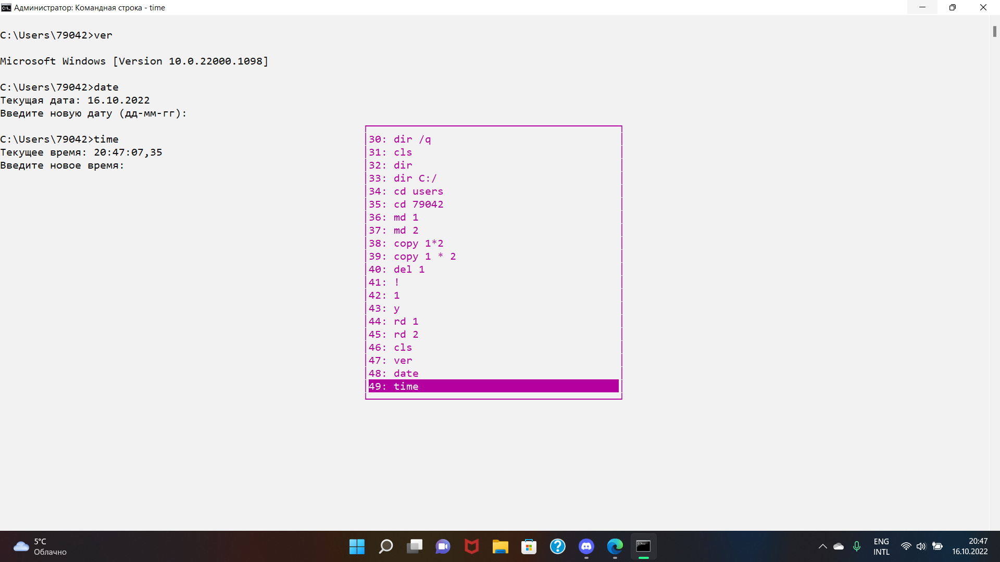 Администратор: Командная строка - time
C:\Users\79042>ver
Microsoft Windows [Version 10.0.22000.1098]
C:\Users\79042>date
Текущая дата: 16.10.2022
Введите новую дату (дд-мм-гг):
C:\Users\79042>time
Текущее время: 20:47:07,35
Введите новое время:
30: dir /q
31: cls
32: dir
33: dir C:/
34: cd users
35: cd 79042
36: md 1
37: md 2
38: copy 1*2
39: copy 1 * 2
40: del 1
41: !
42: 1
43: y
44: rd 1
45: rd 2
46: cls
47: ver
48: date
49: time
5°C
Облачно
ENG
INTL
20:47
16.10.2022